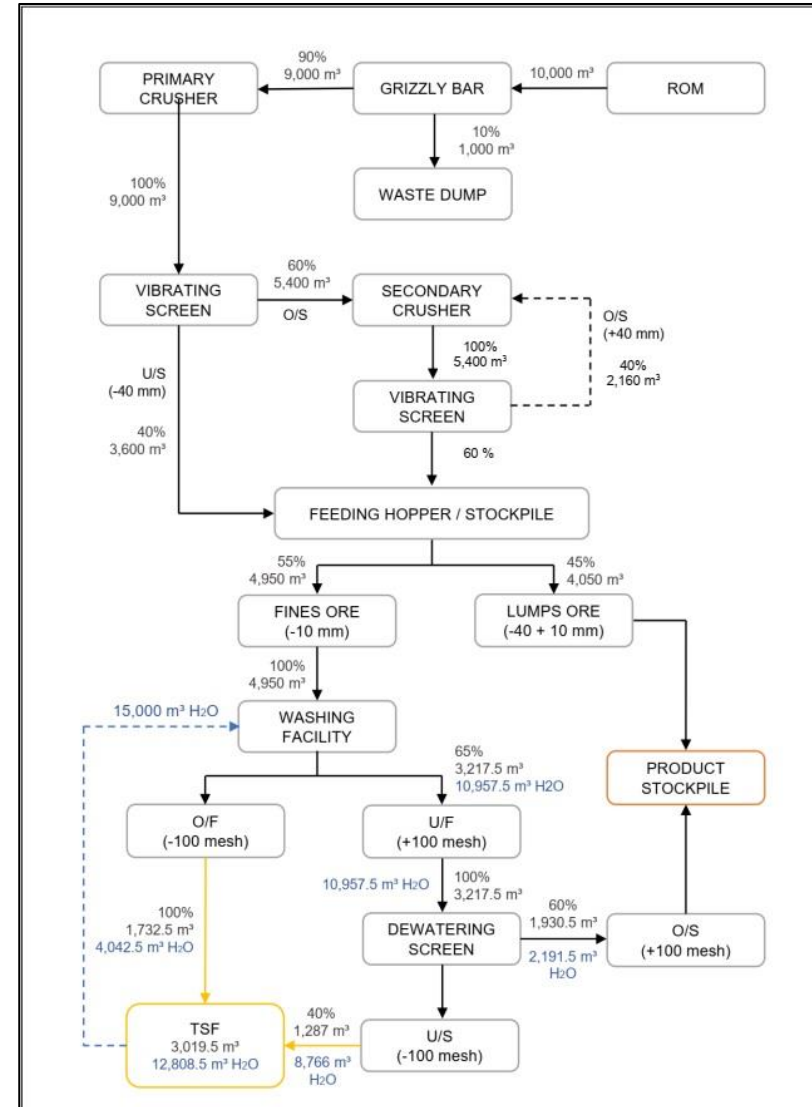 90%
9,000 m³
10,000 m³
PRIMARY
CRUSHER
GRIZZLY BAR
ROM
10%
1,000 m³
WASTE DUMP
100%
9,000 m³
60%
5,400 m³
O/S
VIBRATING
SCREEN
SECONDARY
CRUSHER
O/S
(+40 mm)
40%
2,160 m³
100%
5,400 m³
U/S
(-40 mm)
VIBRATING
SCREEN
40%
3,600 m³
60 %
FEEDING HOPPER / STOCKPILE
55%
4,950 m³
45%
4,050 m³
FINES ORE
(-10 mm)
LUMPS ORE
(-40 + 10 mm)
100%
4,950 m³
15,000 m³ H2O
WASHING
FACILITY
65%
3,217.5 m³
10,957.5 m³ H2O
PRODUCT
STOCKPILE
O/F
(-100 mesh)
U/F
(+100 mesh)
10,957.5 m³ H2O
100%
3,217.5 m³
100%
1,732.5 m³
4,042.5 m³ H2O
DEWATERING
SCREEN
60%
1,930.5 m³
2,191.5 m³
H2O
O/S
(+100 mesh)
TSF
3,019.5 m³
12,808.5 m³ H2O
40%
1,287 m³
8,766 m³
H2O
U/S
(-100 mesh)